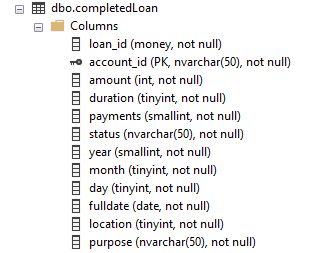 dbo.completedLoan
Columns
loan_id (money, not null)
account_id (PK, nvarchar(50), not null)
amount (int, not null)
duration (tinyint, not null)
payments (smallint, not null)
status (nvarchar(50), not null)
year (smallint, not null)
month (tinyint, not null)
day (tinyint, not null)
fulldate (date, not null)
location (tinyint, not null)
purpose (nvarchar(50), not null)